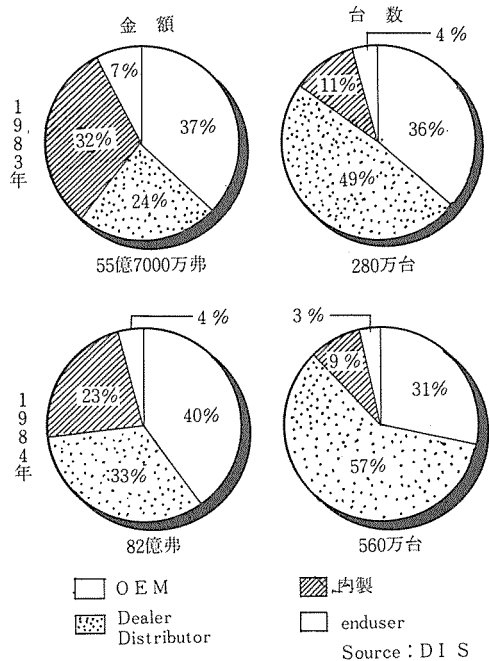 金額
台数
1983年
7%
37%
32%
24%
55億7000万弗
4%
11%
36%
49%
280万台
1984年
4%
23%
40%
33%
82億弗
3%
9%
31%
57%
560万台
OEM
内製
Dealer
Distributor
enduser
Source:DIS